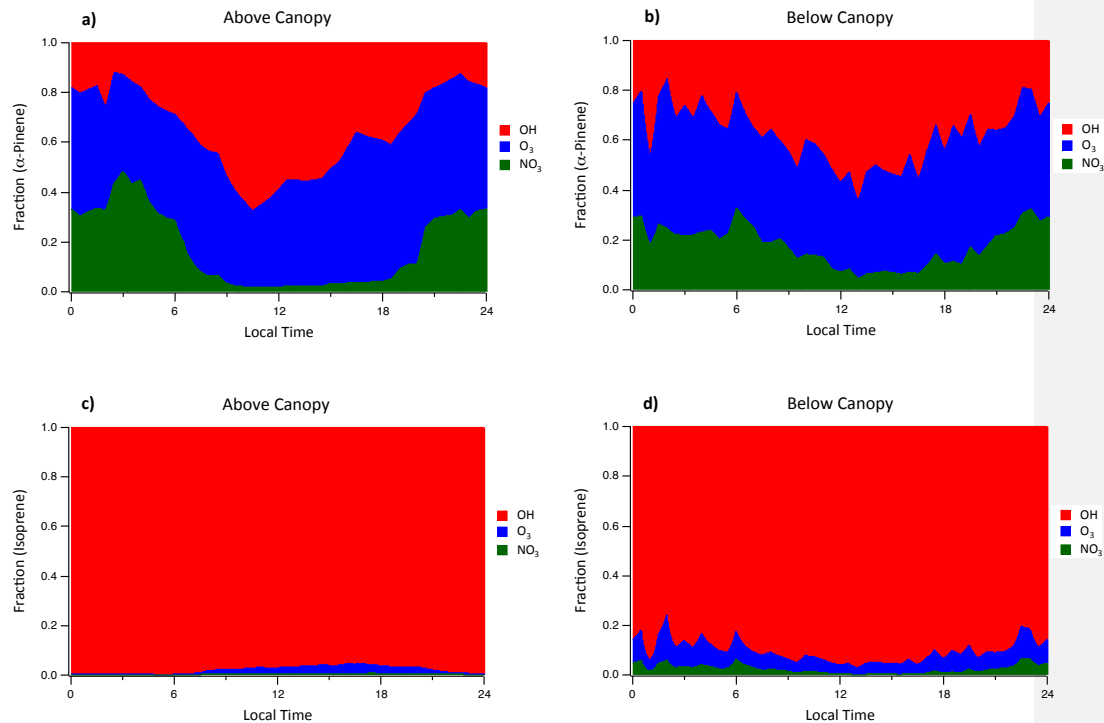 a) Above Canopy
1.0
0.8
0.6
0.4
0.2
0.0
Fraction (α-Pinene)
0 6 12 18 24
Local Time
OH
O₃
NO₃
b) Below Canopy
1.0
0.8
0.6
0.4
0.2
0.0
Fraction (α-Pinene)
0 6 12 18 24
Local Time
OH
O₃
NO₃
c) Above Canopy
1.0
0.8
0.6
0.4
0.2
0.0
Fraction (Isoprene)
0 6 12 18 24
Local Time
OH
O₃
NO₃
d) Below Canopy
1.0
0.8
0.6
0.4
0.2
0.0
Fraction (Isoprene)
0 6 12 18 24
Local Time
OH
O₃
NO₃